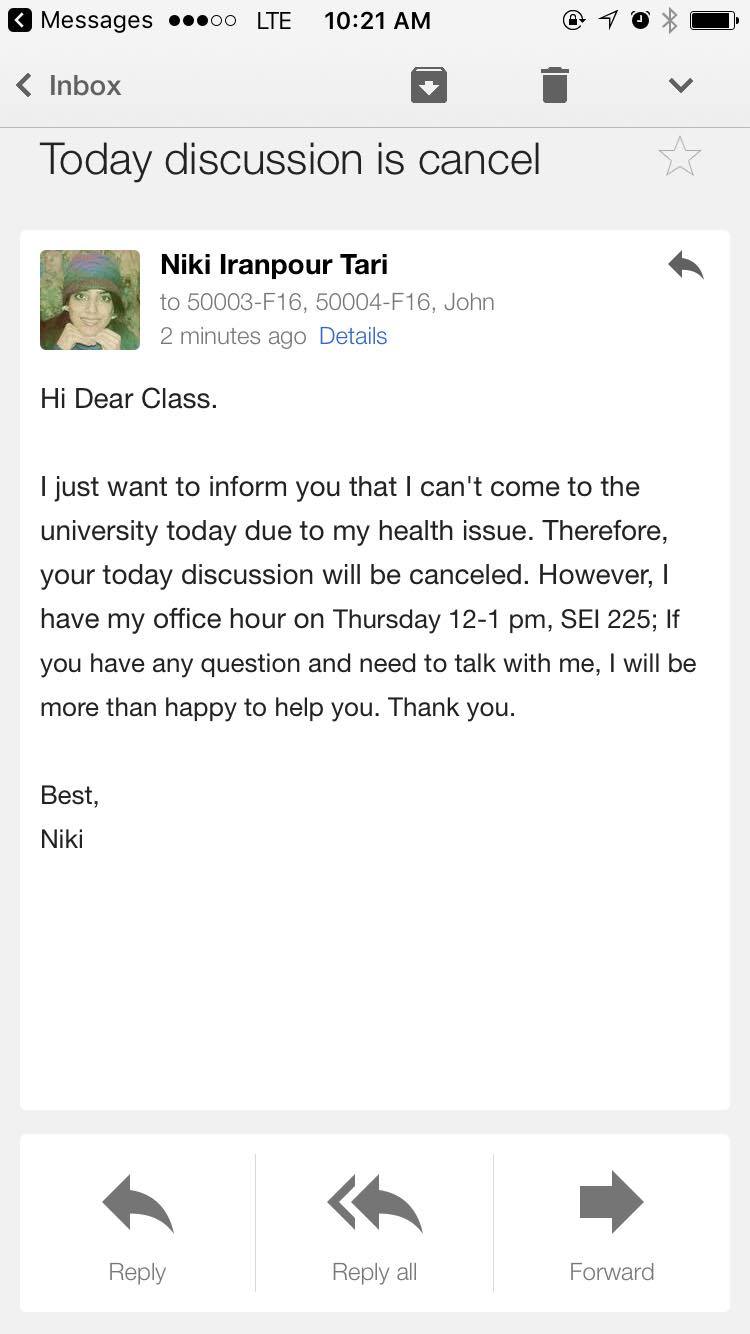 Messages LTE 10:21 AM
Inbox
Today discussion is cancel
Niki Iranpour Tari
to 50003-F16, 50004-F16, John
2 minutes ago Details
Hi Dear Class.
I just want to inform you that I can't come to the
university today due to my health issue. Therefore,
your today discussion will be canceled. However, I
have my office hour on Thursday 12-1 pm, SEI 225; If
you have any question and need to talk with me, I will be
more than happy to help you. Thank you.
Best,
Niki
Reply Reply all Forward